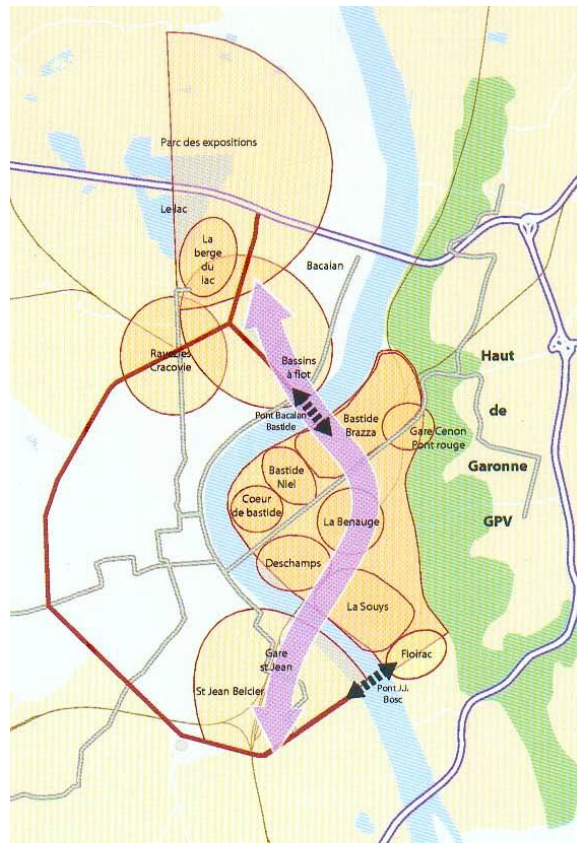 Parc des expositions
Le lac
La
berge
du
lac
Bacalan
Ravezies
Cracovie
Bassins
à flot
Haut
de
Garonne
GPV
Pont Bacalan
Bastide
Bastide
Brazza
Gare Cenon
Pont rouge
Bastide
Niel
Coeur
de bastide
La Benauge
Deschamps
La Souys
Gare
st Jean
Floirac
St Jean Belcier
Pont J.J.
Bosc